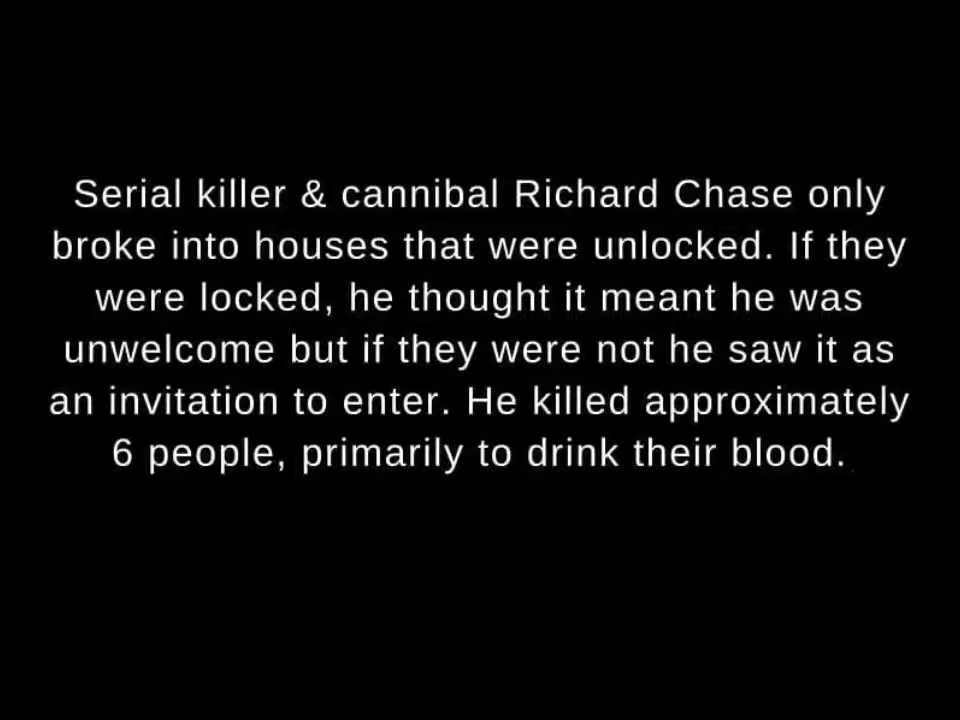 Serial killer & cannibal Richard Chase only
broke into houses that were unlocked. If they
were locked, he thought it meant he was
unwelcome but if they were not he saw it as
an invitation to enter. He killed approximately
6 people, primarily to drink their blood.